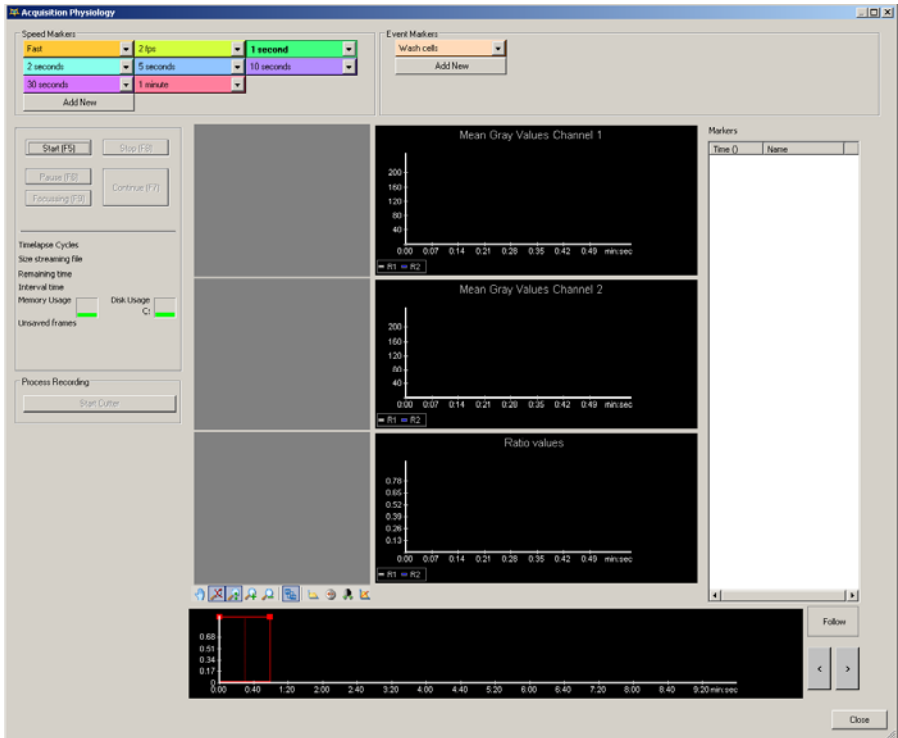 Acquisition Physiology
Speed Markers
Fast
2 fps
1 second
2 seconds
5 seconds
10 seconds
30 seconds
1 minute
Add New
Event Markers
Wash cells
Add New
Start (F5)
Stop (F8)
Pause (F6)
Continue (F7)
Focussing (F9)
Timelapse Cycles
Size streaming file
Remaining time
Interval time
Memory Usage
Disk Usage
C:
Unsaved frames
Process Recording
Start Cutter
Mean Gray Values Channel 1
200
160
120
80
40
0:00 0:07 0:14 0:21 0:28 0:35 0:42 0:49 min:sec
R1 R2
Mean Gray Values Channel 2
200
160
120
80
40
0:00 0:07 0:14 0:21 0:28 0:35 0:42 0:49 min:sec
R1 R2
Ratio values
0.78
0.65
0.52
0.39
0.26
0.13
0:00 0:07 0:14 0:21 0:28 0:35 0:42 0:49 min:sec
R1 R2
Markers
Time () Name
0.68
0.51
0.34
0.17
0
0:00 0:40 1:20 2:00 2:40 3:20 4:00 4:40 5:20 6:00 6:40 7:20 8:00 8:40 9:20 min:sec
Follow
< >
Close